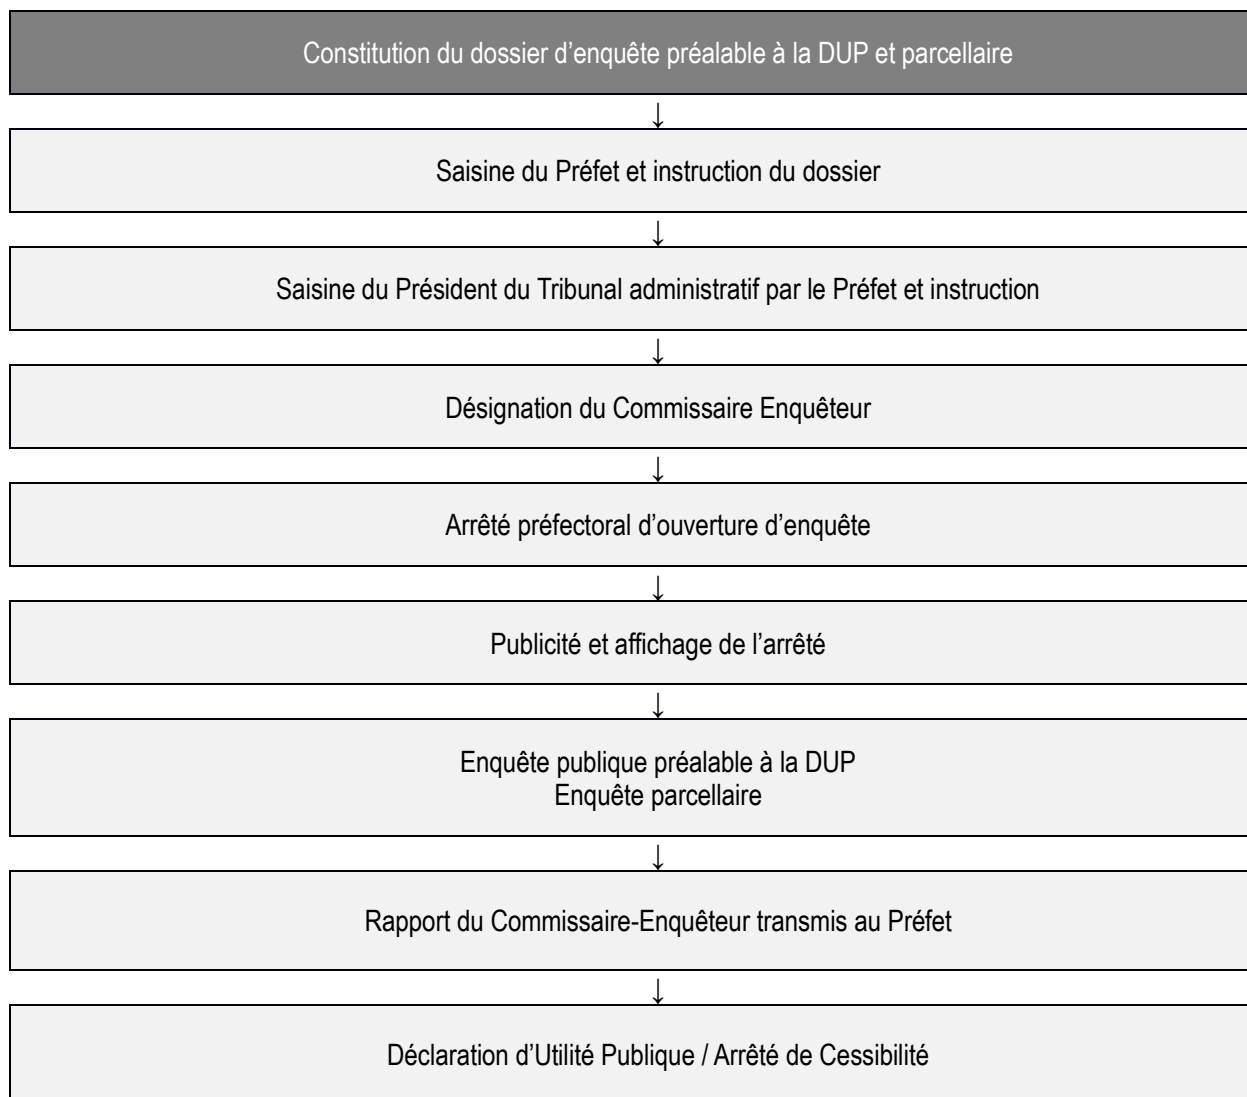 Constitution du dossier d’enquête préalable à la DUP et parcellaire
↓
Saisine du Préfet et instruction du dossier
↓
Saisine du Président du Tribunal administratif par le Préfet et instruction
↓
Désignation du Commissaire Enquêteur
↓
Arrêté préfectoral d’ouverture d’enquête
↓
Publicité et affichage de l’arrêté
↓
Enquête publique préalable à la DUP
Enquête parcellaire
↓
Rapport du Commissaire-Enquêteur transmis au Préfet
↓
Déclaration d’Utilité Publique / Arrêté de Cessibilité